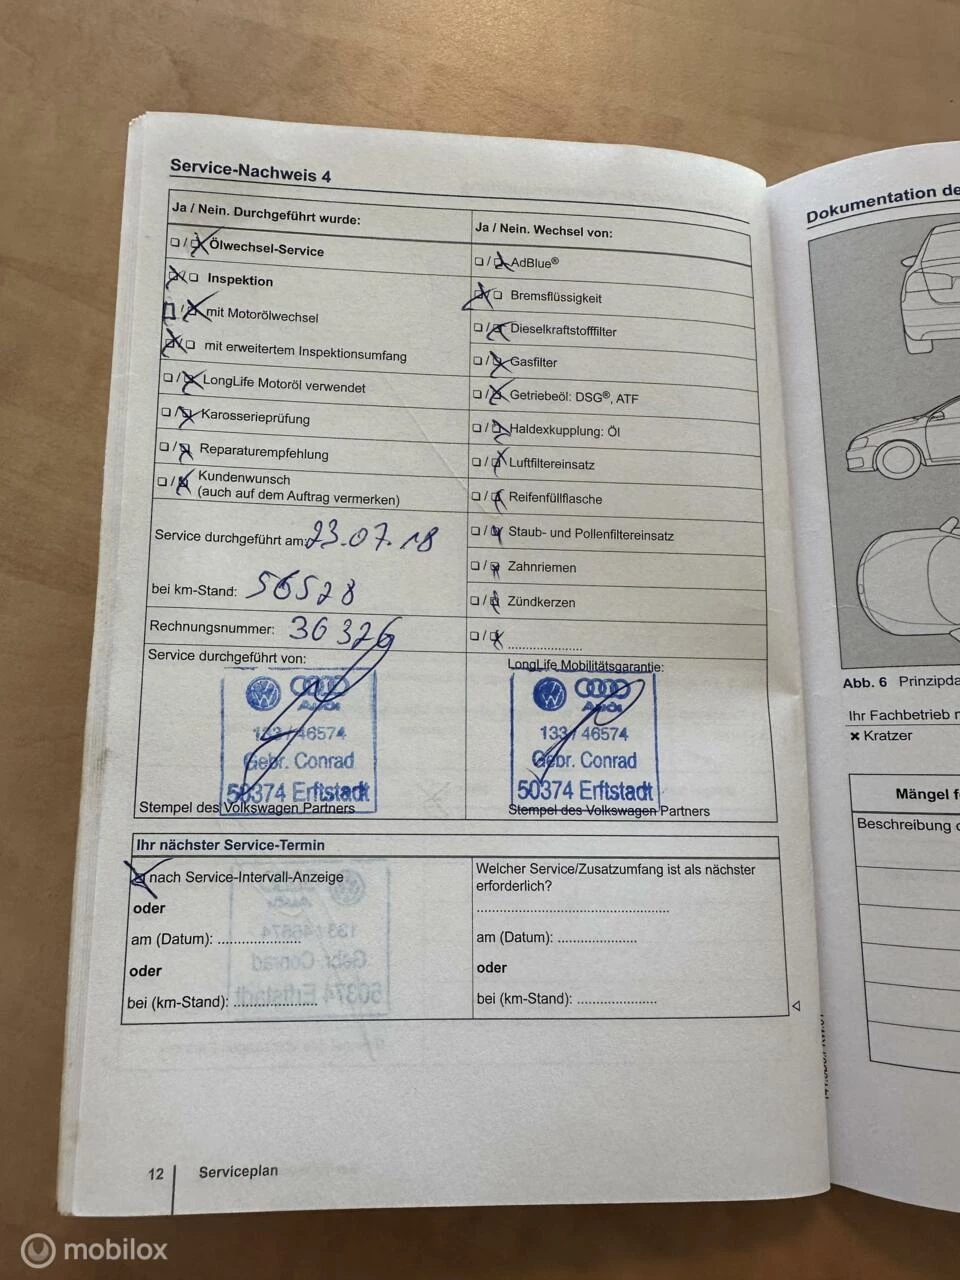 Service-Nachweis 4
Ja / Nein. Durchgeführt wurde:
Ölwechsel-Service
Inspektion
mit Motorölwechsel
mit erweitertem Inspektionsumfang
LongLife Motoröl verwendet
Karosserieprüfung
Reparaturempfehlung
Kundenwunsch
(auch auf dem Auftrag vermerken)
Service durchgeführt am: 23.07.18
bei km-Stand: 56528
Rechnungsnummer: 36326
Service durchgeführt von:
Audi
133 / 46574
Gebr. Conrad
50374 Erftstadt
Stempel des Volkswagen Partners
Ja / Nein. Wechsel von:
AdBlue®
Bremsflüssigkeit
Dieselkraftstofffilter
Gasfilter
Getriebeöl: DSG®, ATF
Haldexkupplung: Öl
Luftfiltereinsatz
Reifenfüllflasche
Staub- und Pollenfiltereinsatz
Zahnriemen
Zündkerzen
LongLife Mobilitätsgarantie:
Audi
133 / 46574
Gebr. Conrad
50374 Erftstadt
Stempel des Volkswagen Partners
Ihr nächster Service-Termin
nach Service-Intervall-Anzeige
oder
am (Datum): ....................
oder
bei (km-Stand): ....................
Welcher Service/Zusatzumfang ist als nächster
erforderlich?
am (Datum): ....................
oder
bei (km-Stand): ....................
12 Serviceplan
Dokumentation de
Abb. 6 Prinzipda
Ihr Fachbetrieb
Kratzer
Mängel
Beschreibung
mobilox